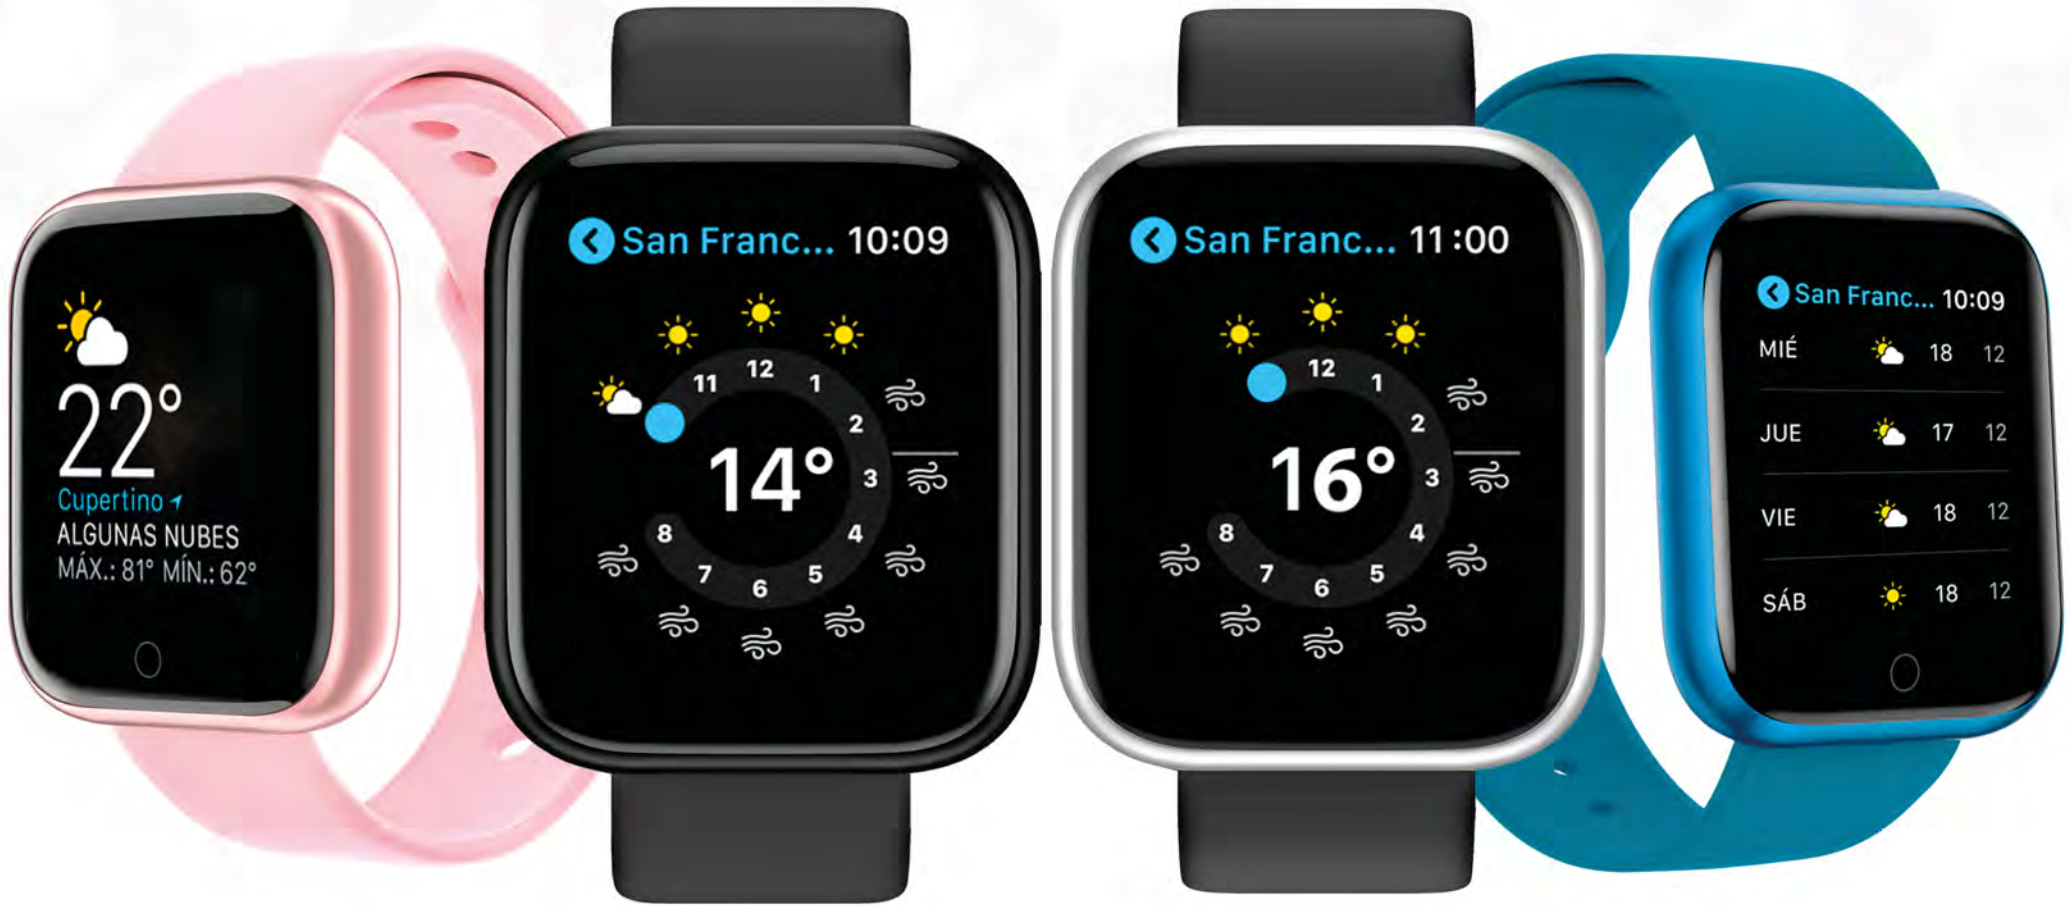 22°
Cupertino
ALGUNAS NUBES
MÁX.: 81° MÍN.: 62°
San Franc... 10:09
12
11
1
2
3
4
5
6
7
8
14°
San Franc... 11:00
12
1
2
3
4
5
6
7
8
16°
San Franc... 10:09
MIÉ 18 12
JUE 17 12
VIE 18 12
SÁB 18 12